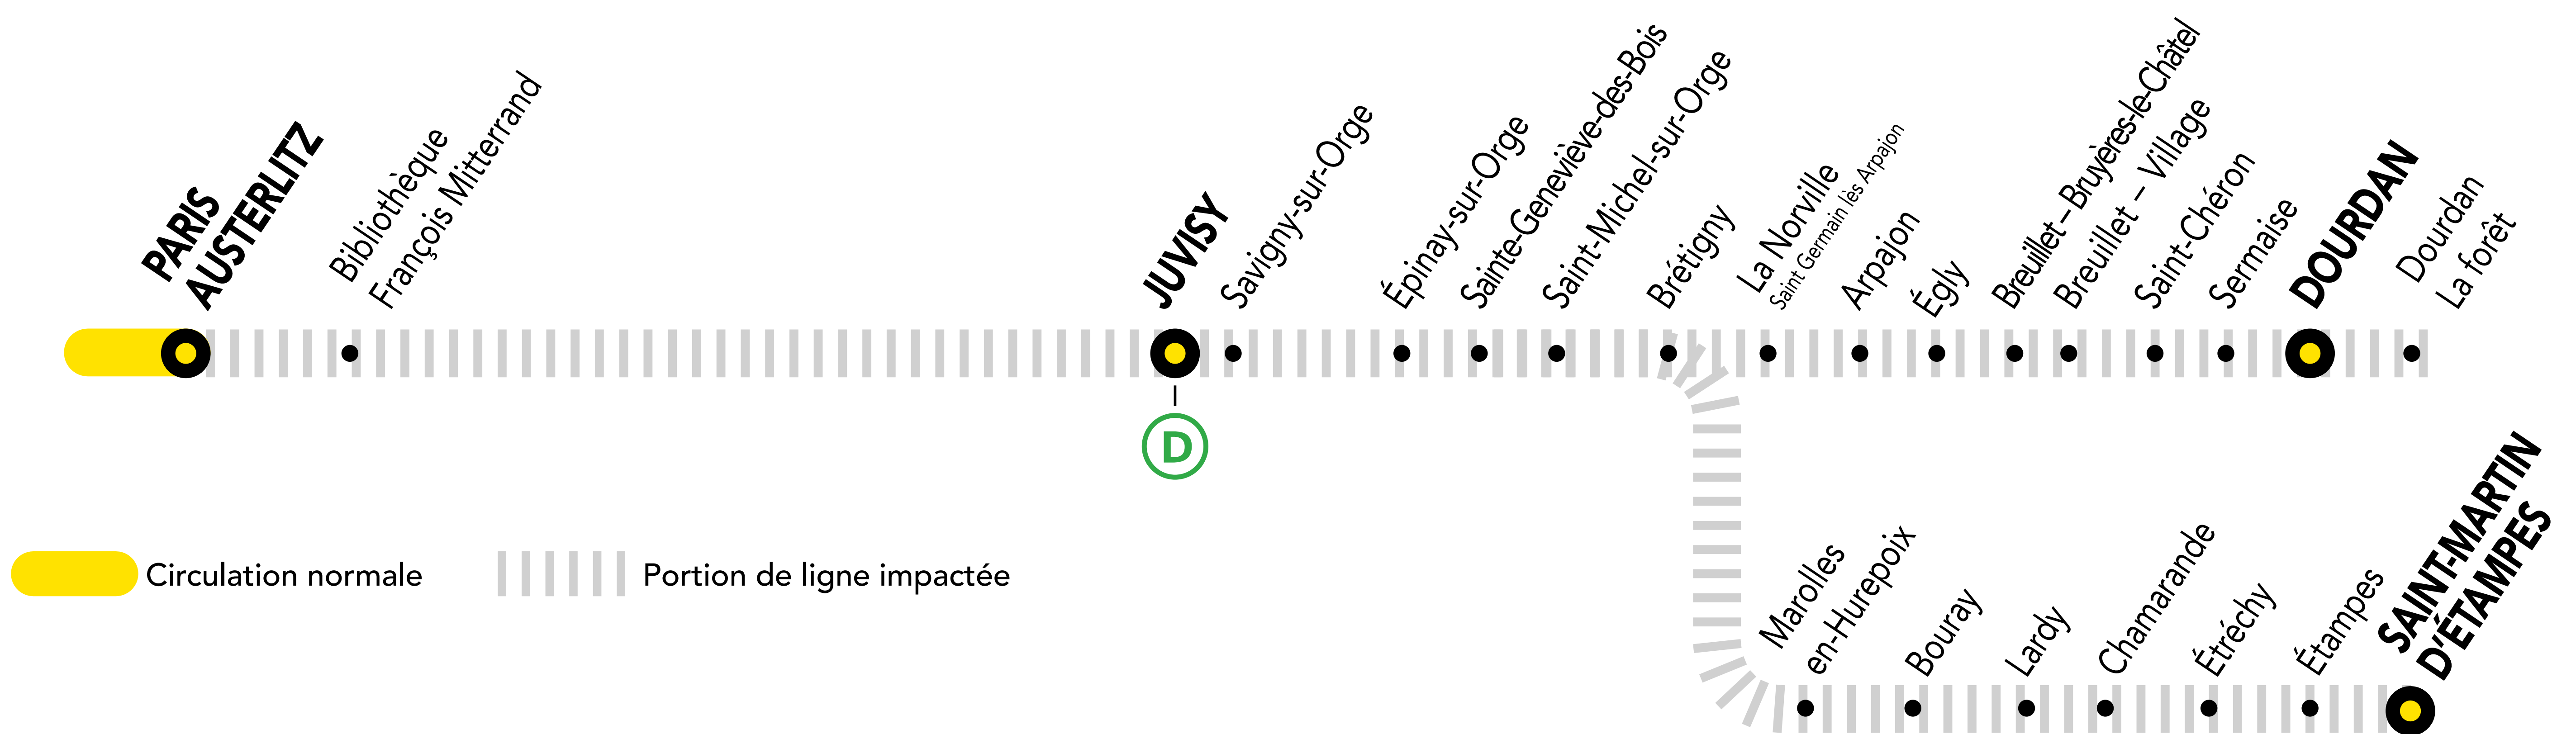 PARIS
AUSTERLITZ
Bibliothèque
François Mitterrand
JUVISY
Savigny-sur-Orge
Épinay-sur-Orge
Sainte-Geneviève-des-Bois
Saint-Michel-sur-Orge
Brétigny
La Norville
Saint Germain lès Arpajon
Arpajon
Égly
Breuillet – Bruyères-le-Châtel
Breuillet – Village
Saint-Chéron
Sermaise
DOURDAN
Dourdan
La forêt
D
Marolles
en-Hurepoix
Bouray
Lardy
Chamarande
Étréchy
Étampes
SAINT-MARTIN
D'ÉTAMPES
Circulation normale
Portion de ligne impactée